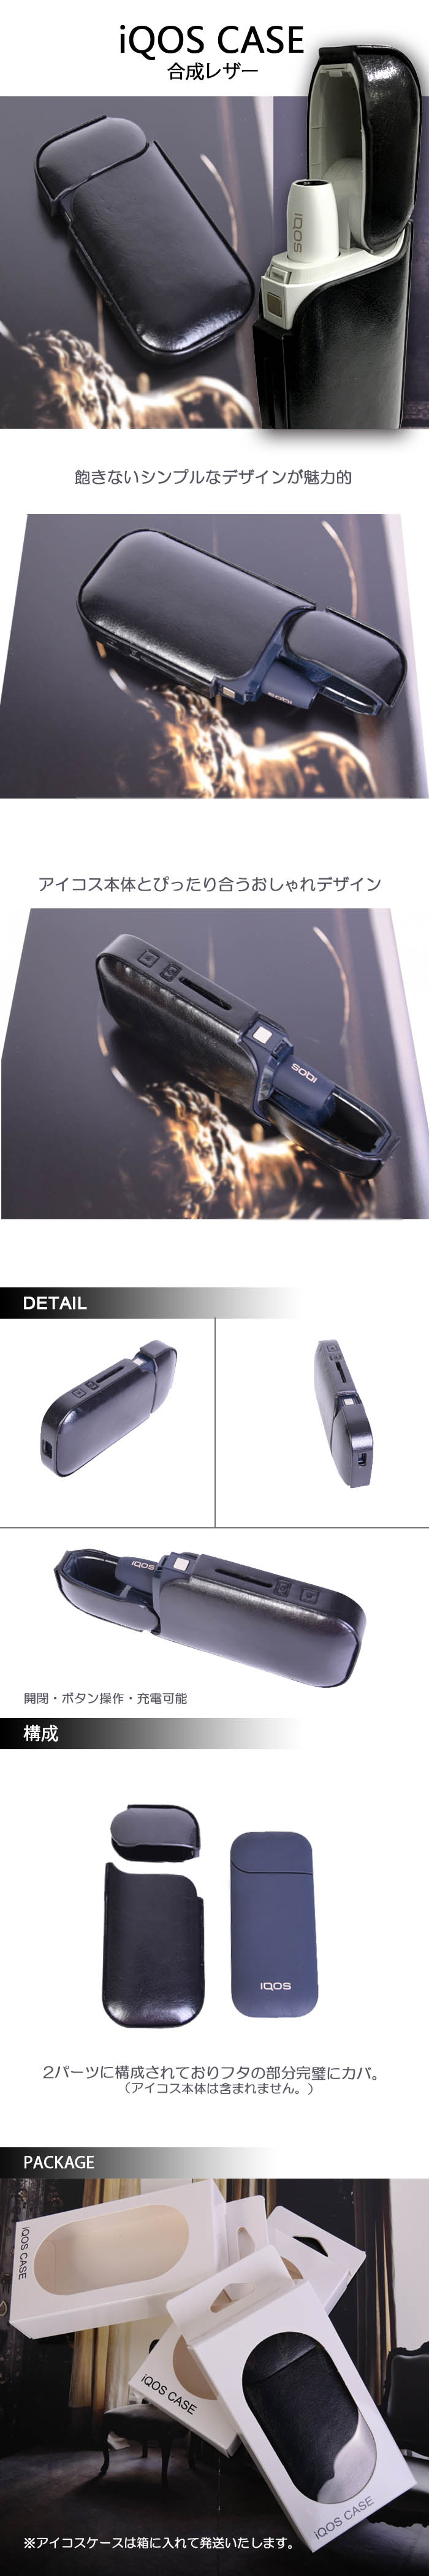 iQOS CASE
合成レザー
IQOS
飽きないシンプルなデザインが魅力的
IQOS
アイコス本体とぴったり合うおしゃれデザイン
IQOS
DETAIL
IQOS
開閉・ボタン操作・充電可能
構成
IQOS
2パーツに構成されておりフタの部分完璧にカバ。
（アイコス本体は含まれません。）
PACKAGE
iQOS CASE
iQOS CASE
iQOS CASE
※アイコスケースは箱に入れて発送いたします。